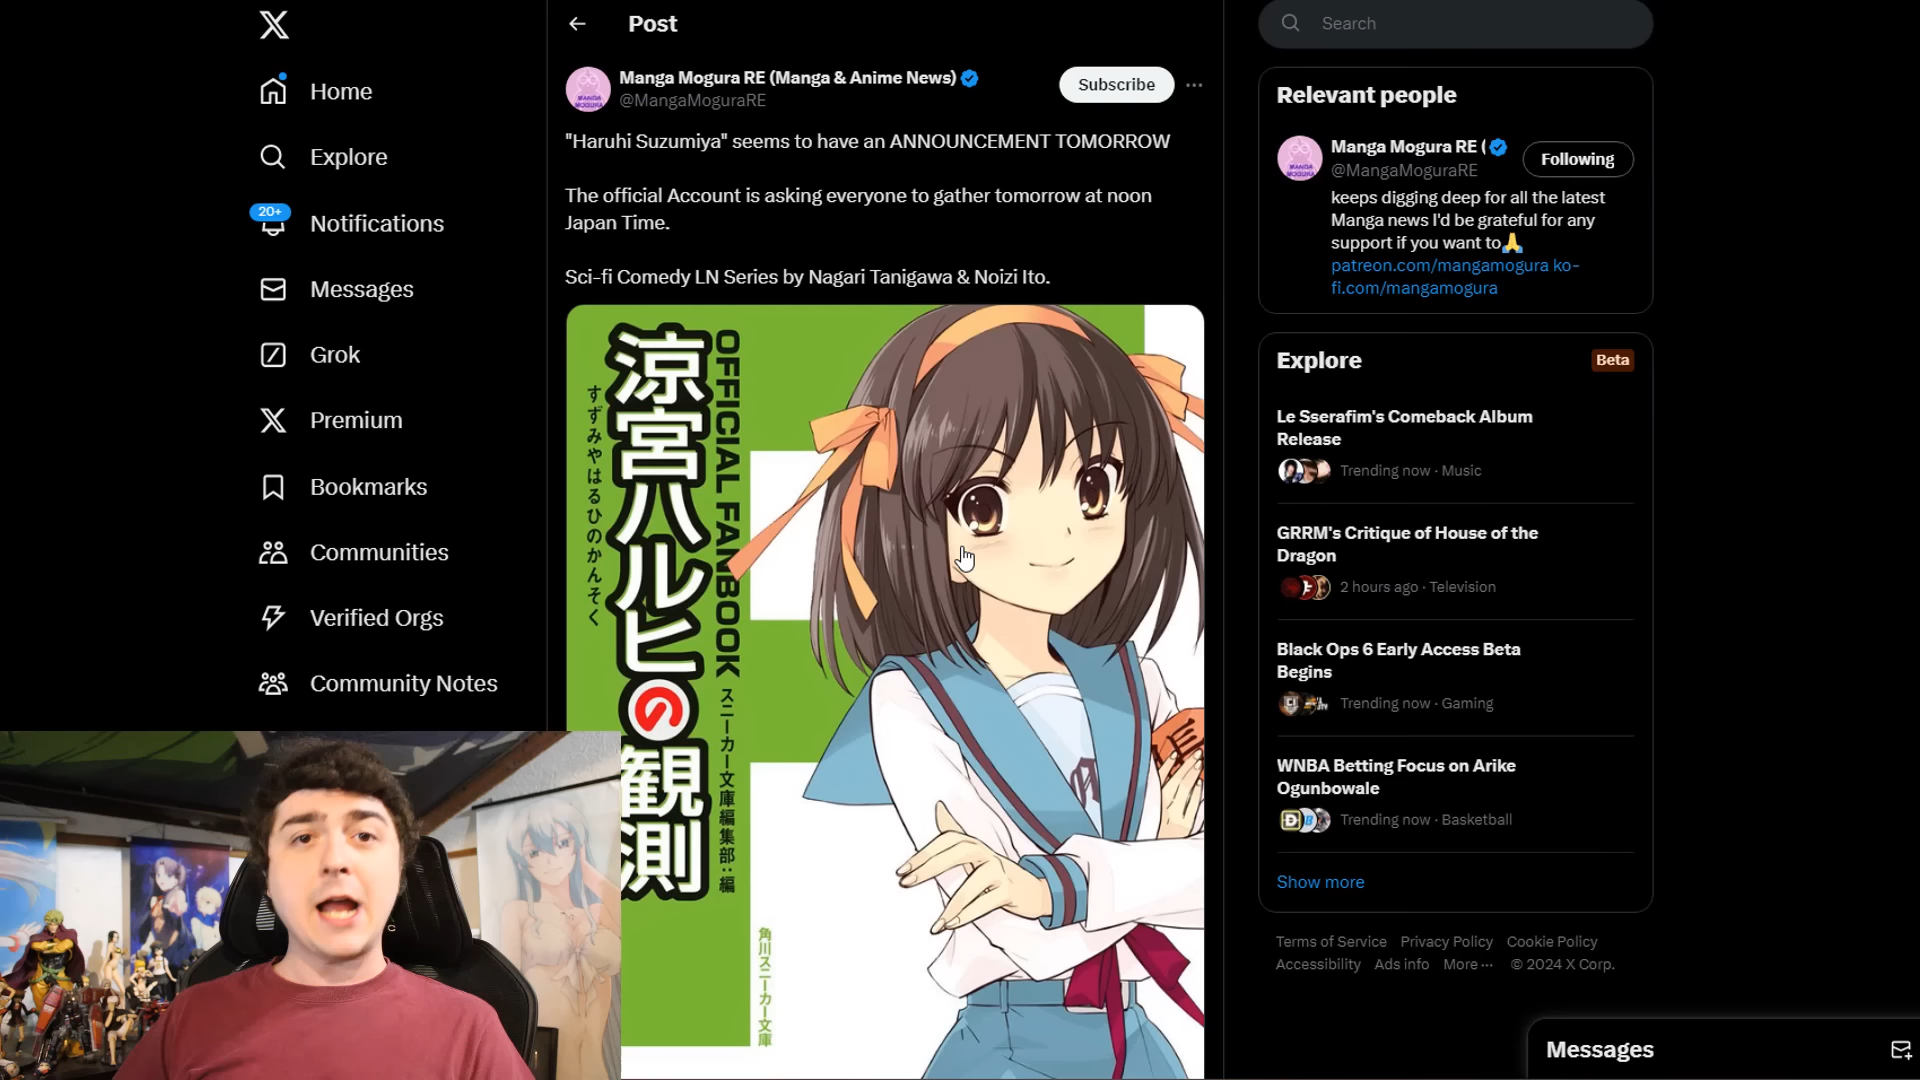 Home
Explore
20+
Notifications
Messages
Grok
Premium
Bookmarks
Communities
Verified Orgs
Community Notes
Post
Manga Mogura RE (Manga & Anime News)
@MangaMoguraRE
Subscribe
"Haruhi Suzumiya" seems to have an ANNOUNCEMENT TOMORROW
The official Account is asking everyone to gather tomorrow at noon
Japan Time.
Sci-fi Comedy LN Series by Nagari Tanigawa & Noizi Ito.
OFFICIAL FANBOOK
涼宮ハルヒの観測
すずみやはるひのかんそく
スニーカー文庫編集部:編
角川スニーカー文庫
Search
Relevant people
Manga Mogura RE (
@MangaMoguraRE
Following
keeps digging deep for all the latest
Manga news I'd be grateful for any
support if you want to🙏
patreon.com/mangamogura ko-
fi.com/mangamogura
Explore
Beta
Le Sserafim's Comeback Album
Release
Trending now · Music
GRRM's Critique of House of the
Dragon
2 hours ago · Television
Black Ops 6 Early Access Beta
Begins
Trending now · Gaming
WNBA Betting Focus on Arike
Ogunbowale
Trending now · Basketball
Show more
Terms of Service Privacy Policy Cookie Policy
Accessibility Ads info More ··· © 2024 X Corp.
Messages